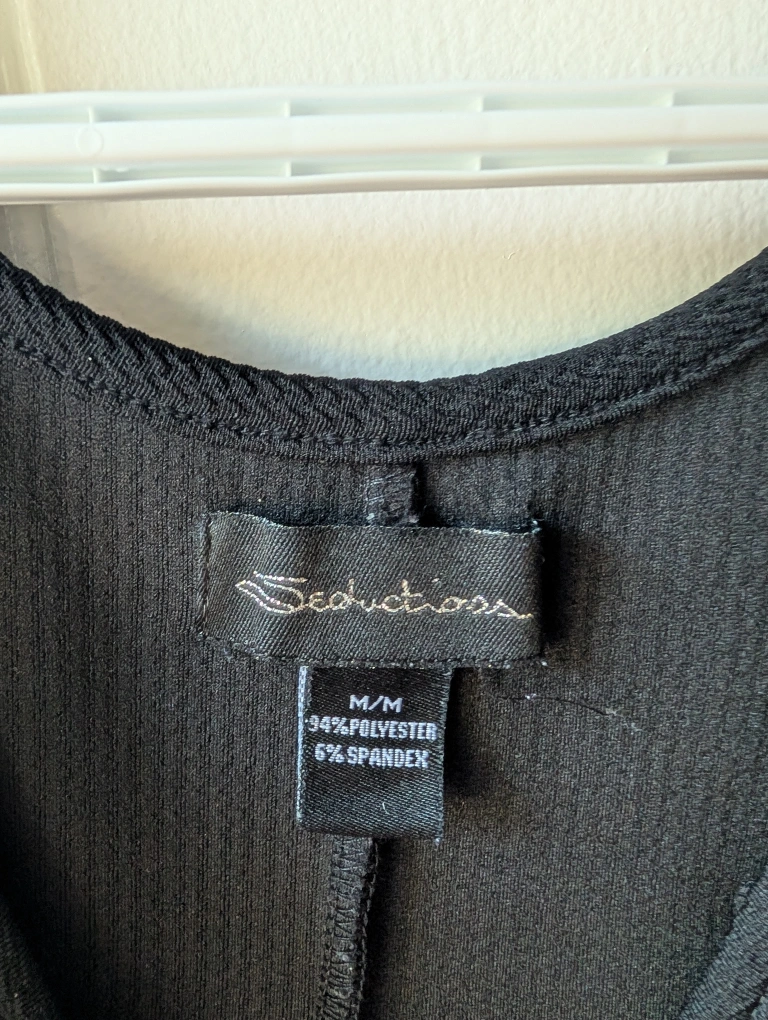 Seductions
M/M
94%POLYESTER
6%SPANDEX